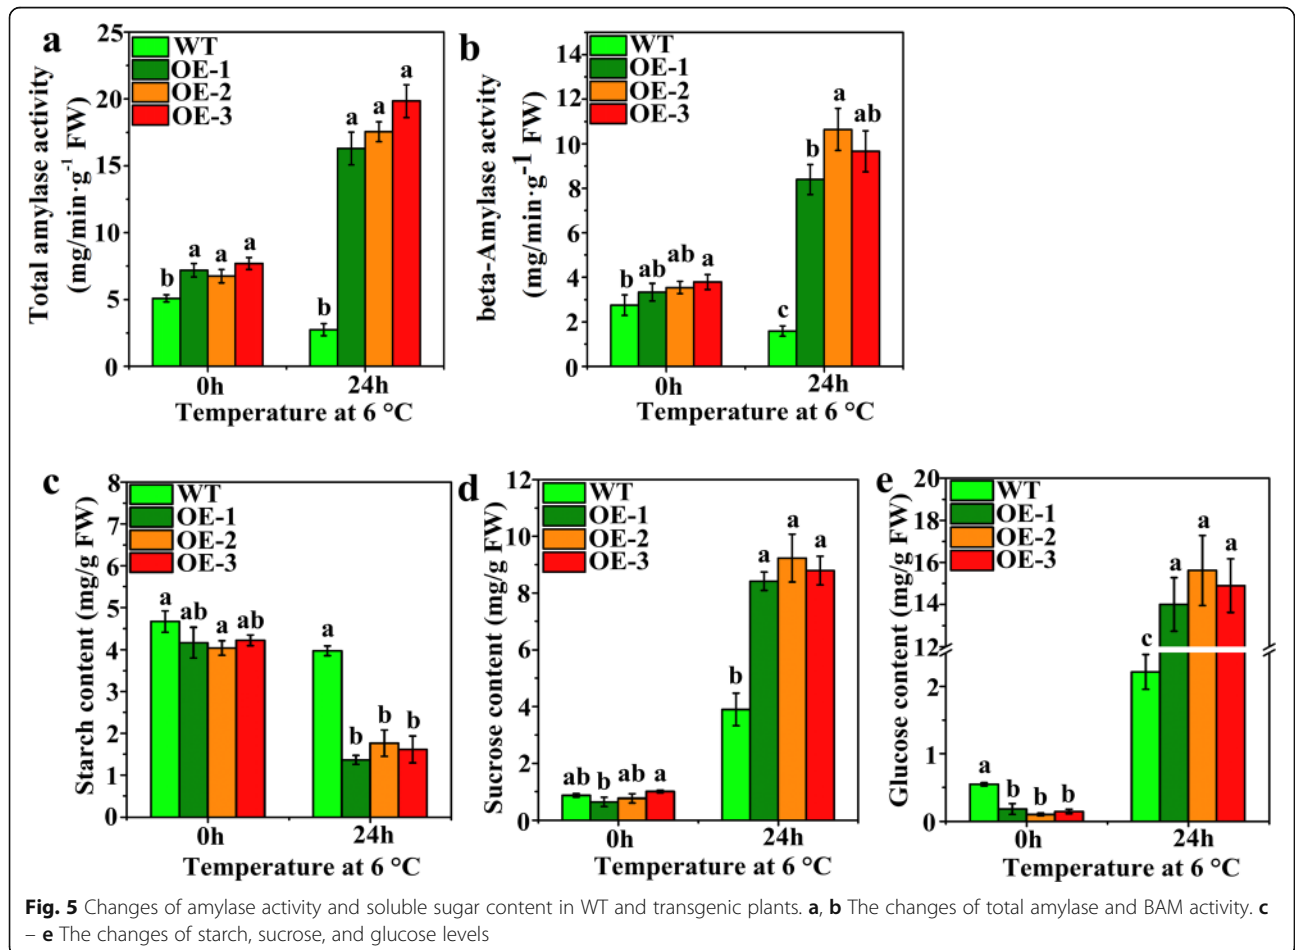 a
WT
OE-1
OE-2
OE-3
Total amylase activity
(mg/min·g⁻¹ FW)
25
20
15
10
5
0
b a a a
b a a a
0h 24h
Temperature at 6 °C
b
WT
OE-1
OE-2
OE-3
beta-Amylase activty
(mg/min·g⁻¹ FW)
14
12
10
8
6
4
2
0
b ab ab a
c b a ab
0h 24h
Temperature at 6 °C
c
WT
OE-1
OE-2
OE-3
Starch content (mg/g FW)
8
7
6
5
4
3
2
1
0
a ab a ab
a b b b
0h 24h
Temperature at 6 °C
d
WT
OE-1
OE-2
OE-3
Sucrose content (mg/g FW)
12
10
8
6
4
2
0
ab b ab a
b a a a
0h 24h
Temperature at 6 °C
e
WT
OE-1
OE-2
OE-3
Glucose content (mg/g FW)
20
18
16
14
12
2
1
0
a b b b
c a a a
0h 24h
Temperature at 6 °C
Fig. 5 Changes of amylase activity and soluble sugar content in WT and transgenic plants. a, b The changes of total amylase and BAM activity. c
– e The changes of starch, sucrose, and glucose levels